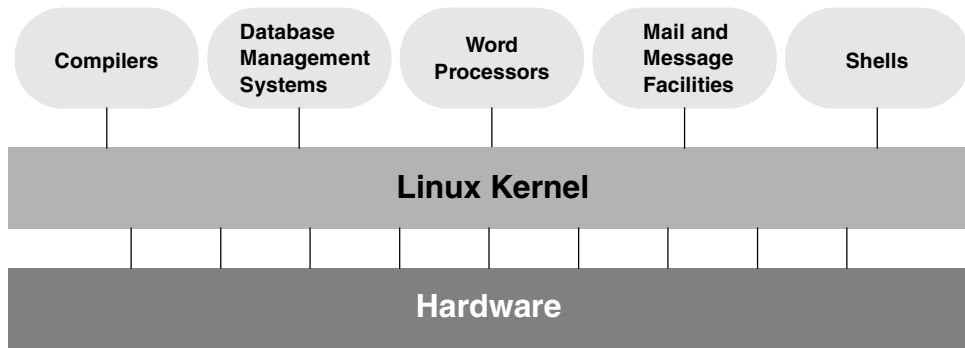 Compilers
Database
Management
Systems
Word
Processors
Mail and
Message
Facilities
Shells
Linux Kernel
Hardware